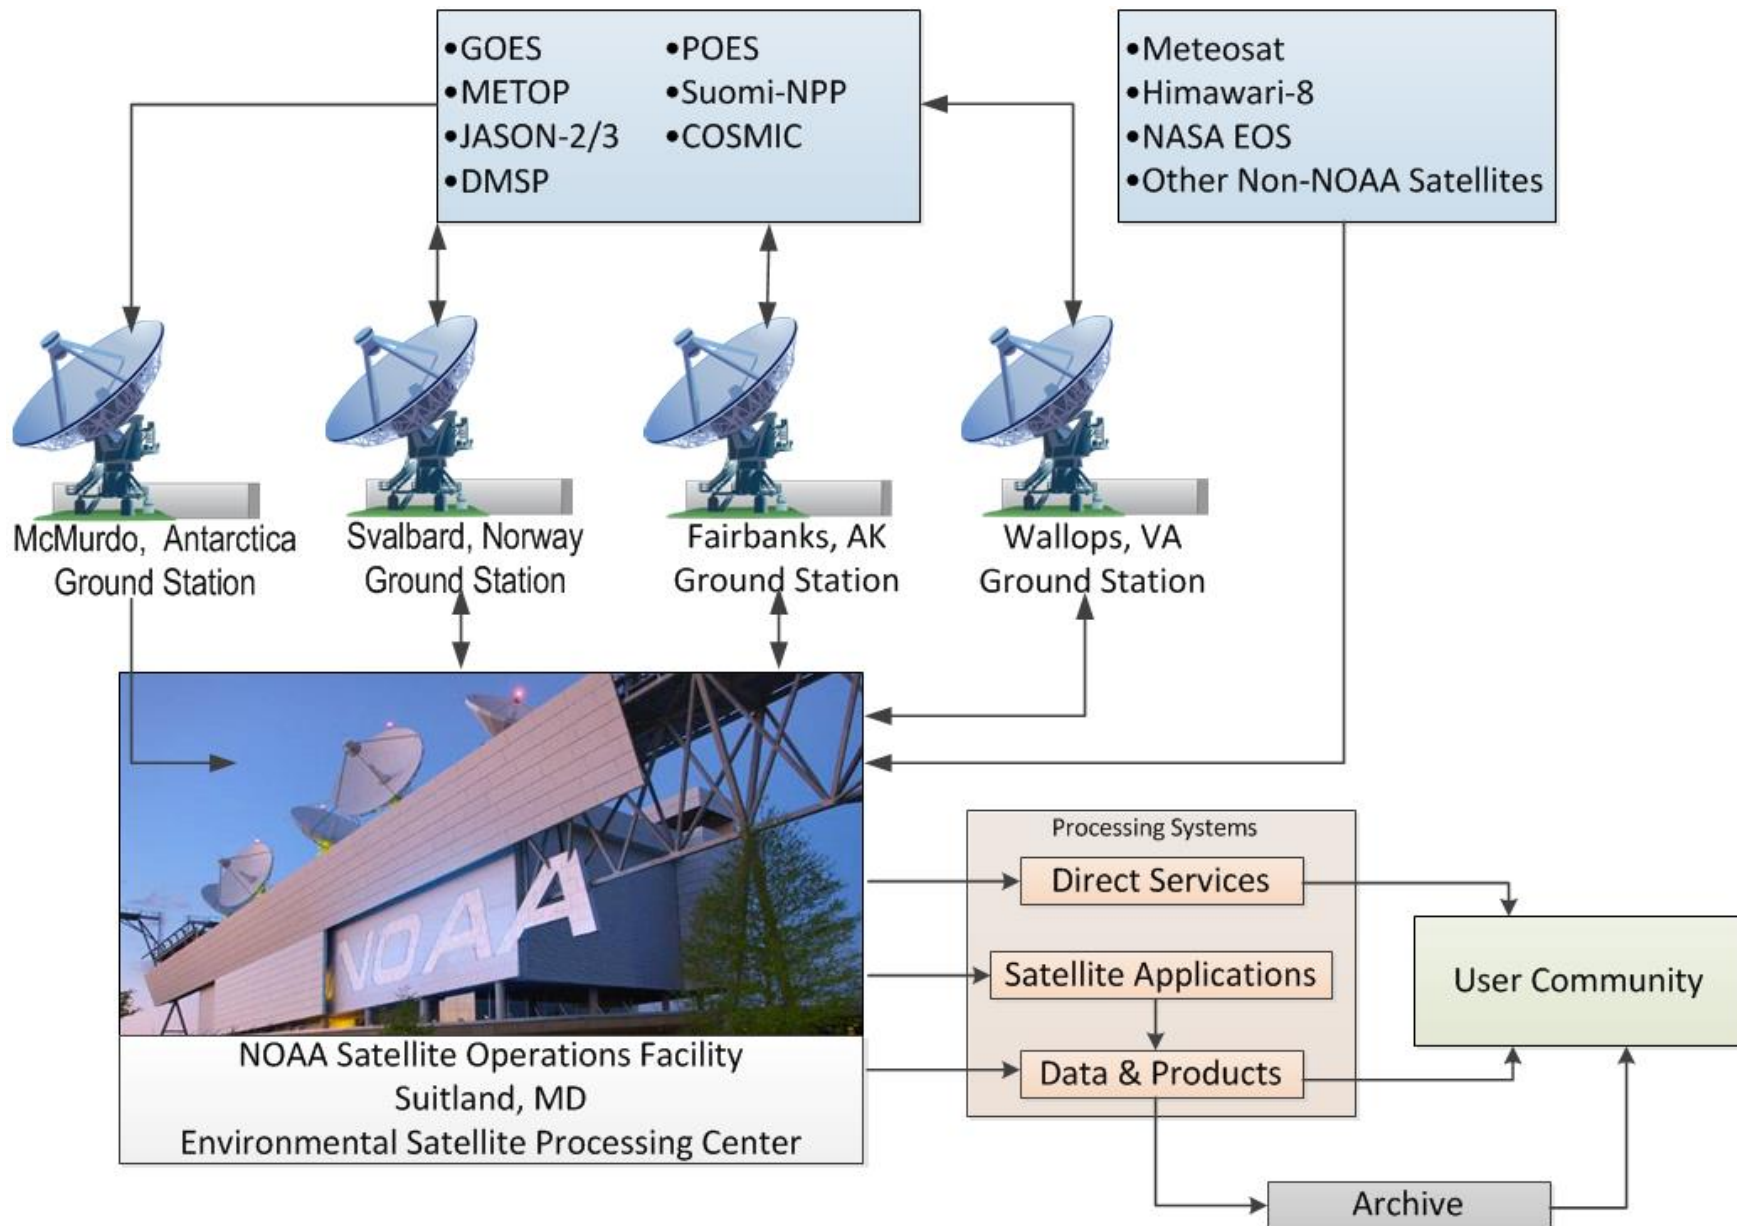 •GOES
•METOP
•JASON-2/3
•DMSP
•POES
•Suomi-NPP
•COSMIC
•Meteosat
•Himawari-8
•NASA EOS
•Other Non-NOAA Satellites
McMurdo, Antarctica
Ground Station
Svalbard, Norway
Ground Station
Fairbanks, AK
Ground Station
Wallops, VA
Ground Station
NOAA
NOAA Satellite Operations Facility
Suitland, MD
Environmental Satellite Processing Center
Processing Systems
Direct Services
Satellite Applications
Data & Products
User Community
Archive